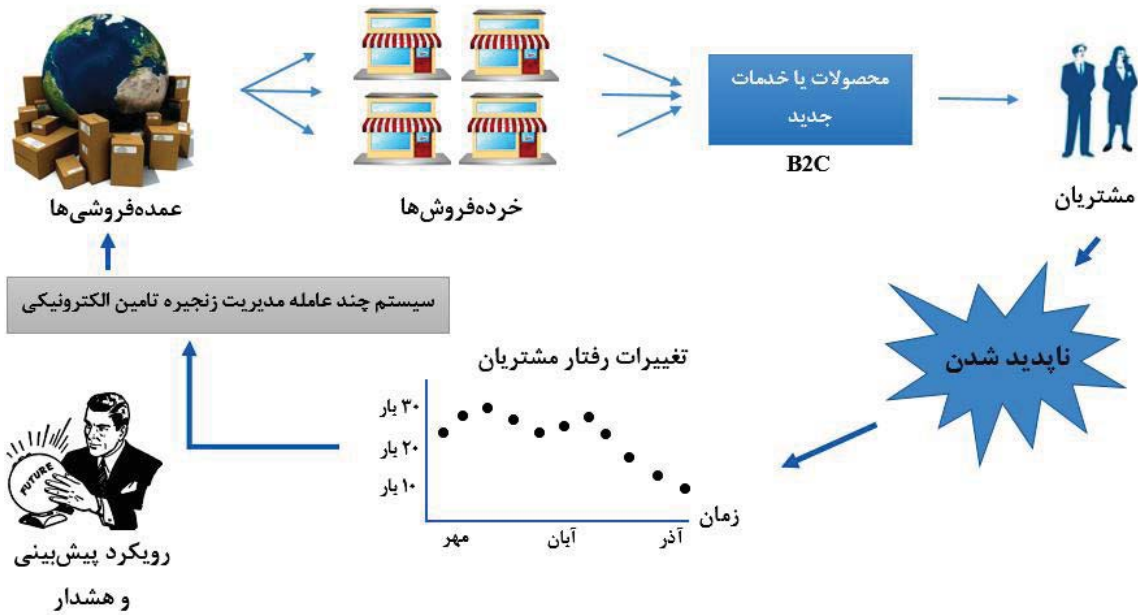 محصولات یا خدمات
جدید
B2C
عمده‌فروشی‌ها
خرده‌فروش‌ها
مشتریان
سیستم چند عامله مدیریت زنجیره تامین الکترونیکی
ناپدید شدن
تغییرات رفتار مشتریان
۳۰ بار
۲۰ بار
۱۰ بار
زمان
مهر
آبان
آذر
FUTURE
رویکرد پیش‌بینی
و هشدار